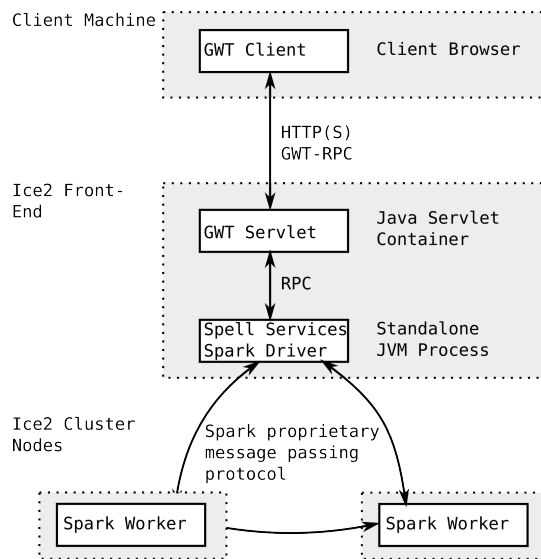 Client Machine
GWT Client
Client Browser
HTTP(S)
GWT-RPC
Ice2 Front-
End
GWT Servlet
Java Servlet
Container
RPC
Spell Services
Spark Driver
Standalone
JVM Process
Ice2 Cluster
Nodes
Spark proprietary
message passing
protocol
Spark Worker
Spark Worker